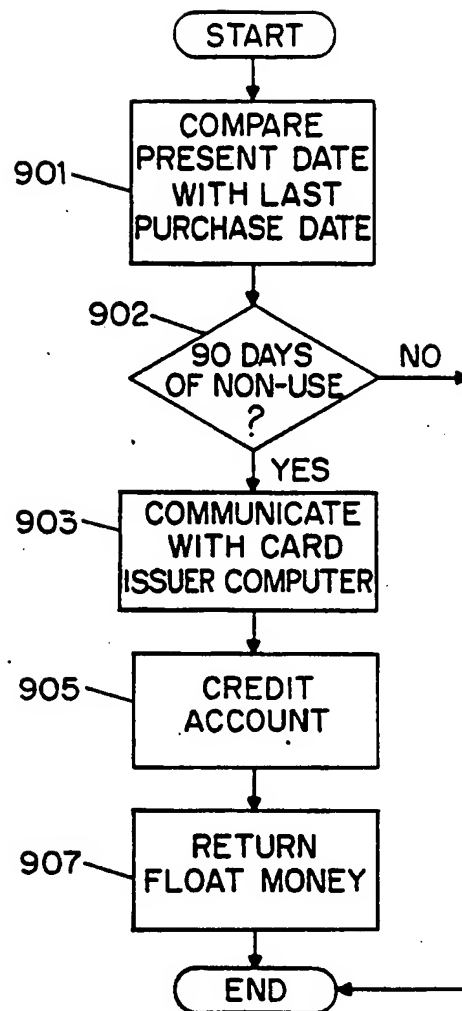 START
901
COMPARE
PRESENT DATE
WITH LAST
PURCHASE DATE
902
90 DAYS
OF NON-USE
?
NO
YES
903
COMMUNICATE
WITH CARD
ISSUER COMPUTER
905
CREDIT
ACCOUNT
907
RETURN
FLOAT MONEY
END